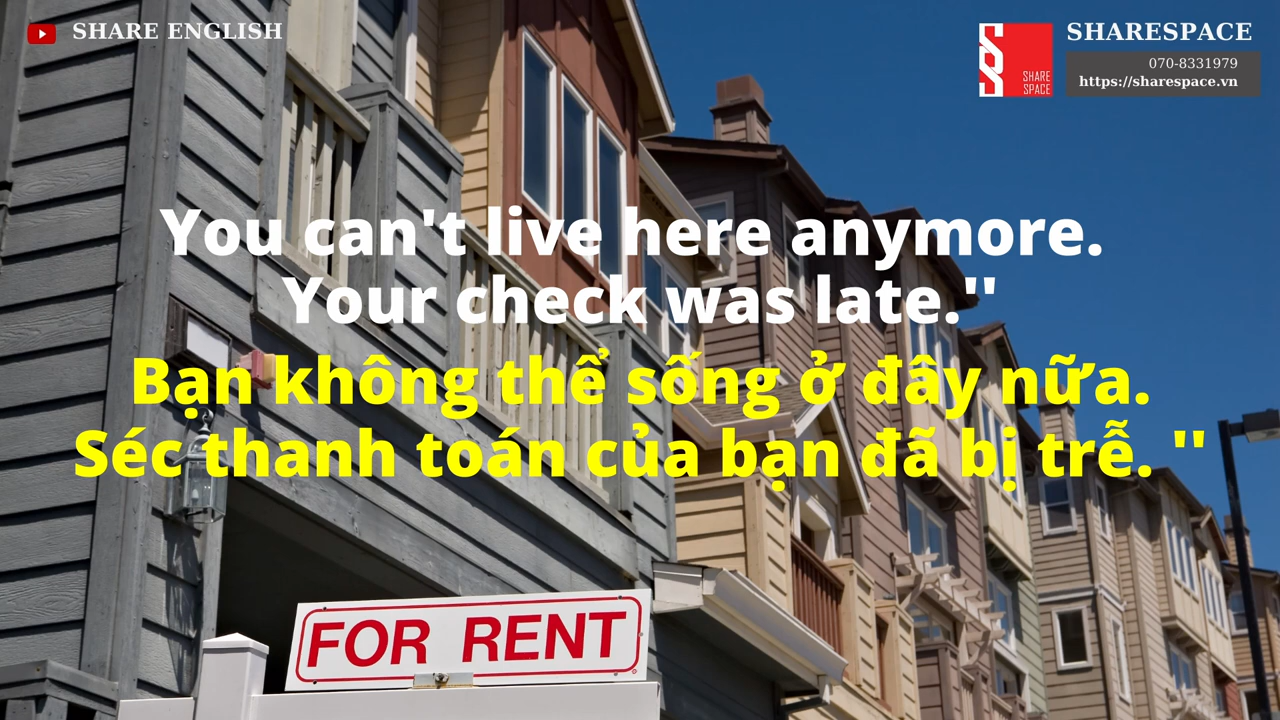 SHARE ENGLISH
SHARESPACE
070-8331979
https://sharespace.vn
SHARE
SPACE
You can't live here anymore.
Your check was late.''
Bạn không thể sống ở đây nữa.
Séc thanh toán của bạn đã bị trễ. ''
FOR RENT